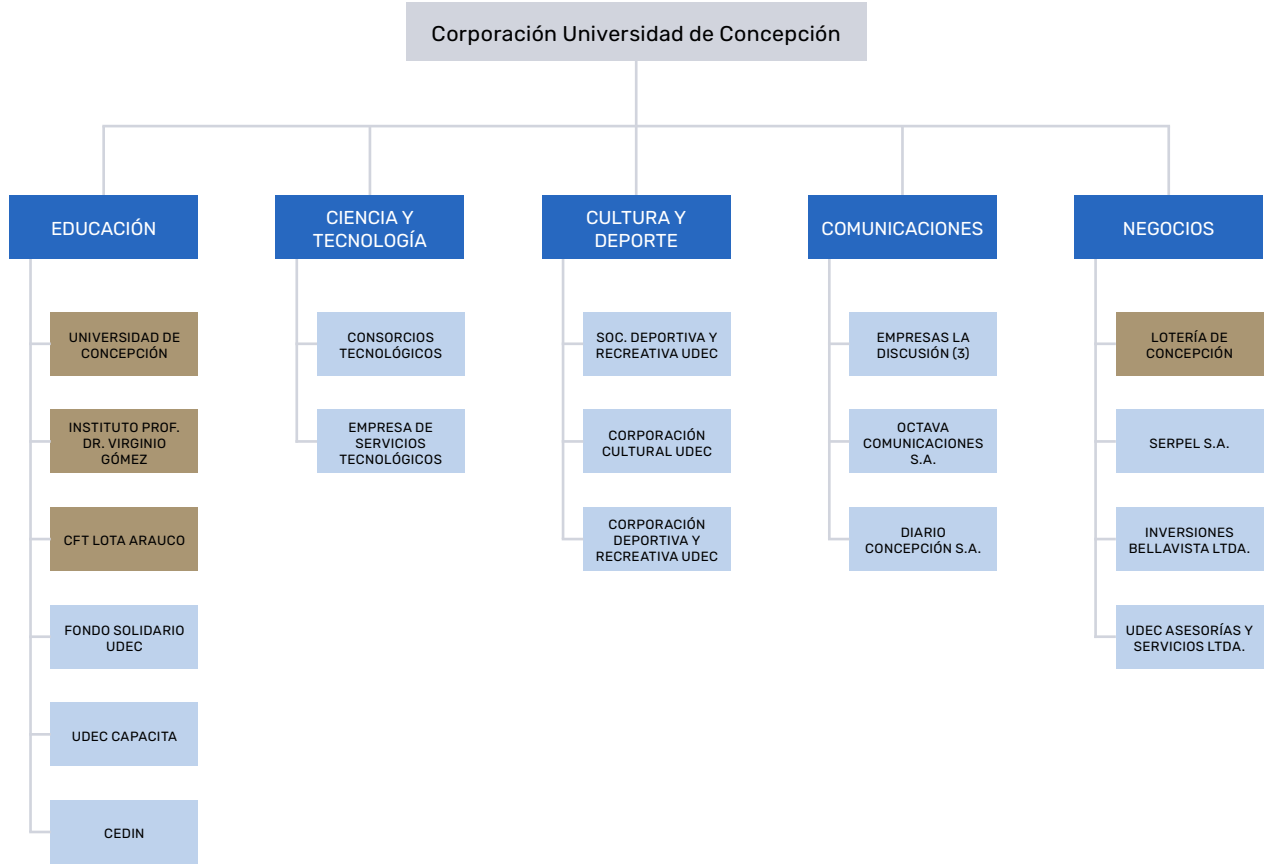 Corporación Universidad de Concepción
EDUCACIÓN
UNIVERSIDAD DE
CONCEPCIÓN
INSTITUTO PROF.
DR. VIRGINIO
GÓMEZ
CFT LOTA ARAUCO
FONDO SOLIDARIO
UDEC
UDEC CAPACITA
CEDIN
CIENCIA Y
TECNOLOGÍA
CONSORCIOS
TECNOLÓGICOS
EMPRESA DE
SERVICIOS
TECNOLÓGICOS
CULTURA Y
DEPORTE
SOC. DEPORTIVA Y
RECREATIVA UDEC
CORPORACIÓN
CULTURAL UDEC
CORPORACIÓN
DEPORTIVA Y
RECREATIVA UDEC
COMUNICACIONES
EMPRESAS LA
DISCUSIÓN (3)
OCTAVA
COMUNICACIONES
S.A.
DIARIO
CONCEPCIÓN S.A.
NEGOCIOS
LOTERÍA DE
CONCEPCIÓN
SERPEL S.A.
INVERSIONES
BELLAVISTA LTDA.
UDEC ASESORÍAS Y
SERVICIOS LTDA.